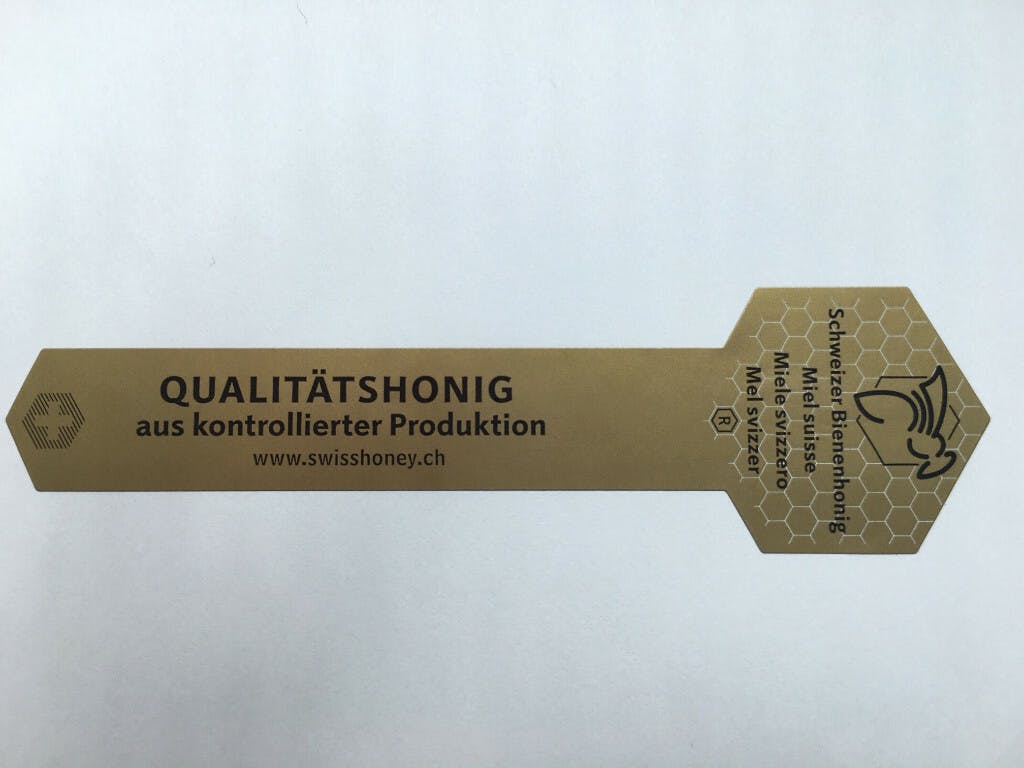 QUALITÄTSHONIG
aus kontrollierter Produktion
www.swisshoney.ch
Schweizer Bienenhonig
Miel suisse
Miele svizzero
Mel svizzer
R